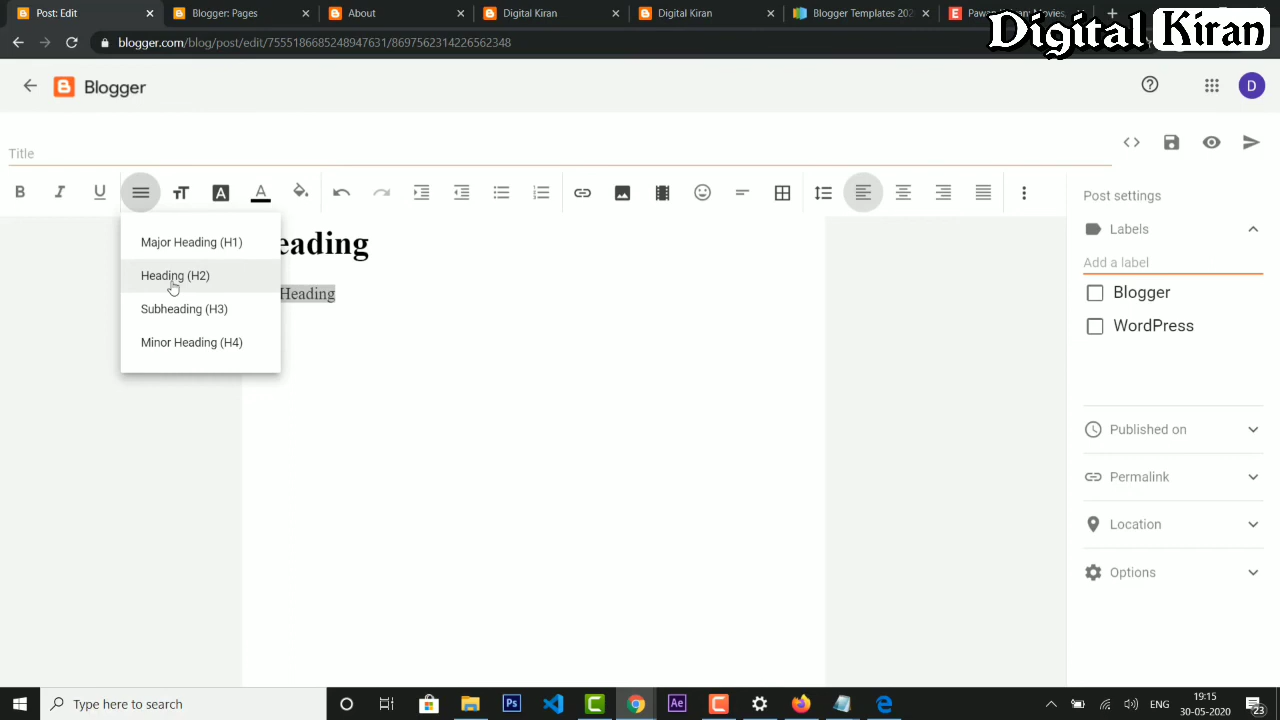 Post: Edit
Blogger: Pages
About
Digital Kiran
Digital Kiran
Blogger Templates 202
Digital Kiran
blogger.com/blog/post/edit/7555186685248947631/8697562314226562348
Blogger
D
Title
B I U A A
Post settings
Labels
Add a label
Blogger
WordPress
Major Heading (H1)
Heading (H2)
Subheading (H3)
Minor Heading (H4)
eading
Heading
Published on
Permalink
Location
Options
Type here to search
Ps
Ae
ENG
19:15
30-05-2020
23